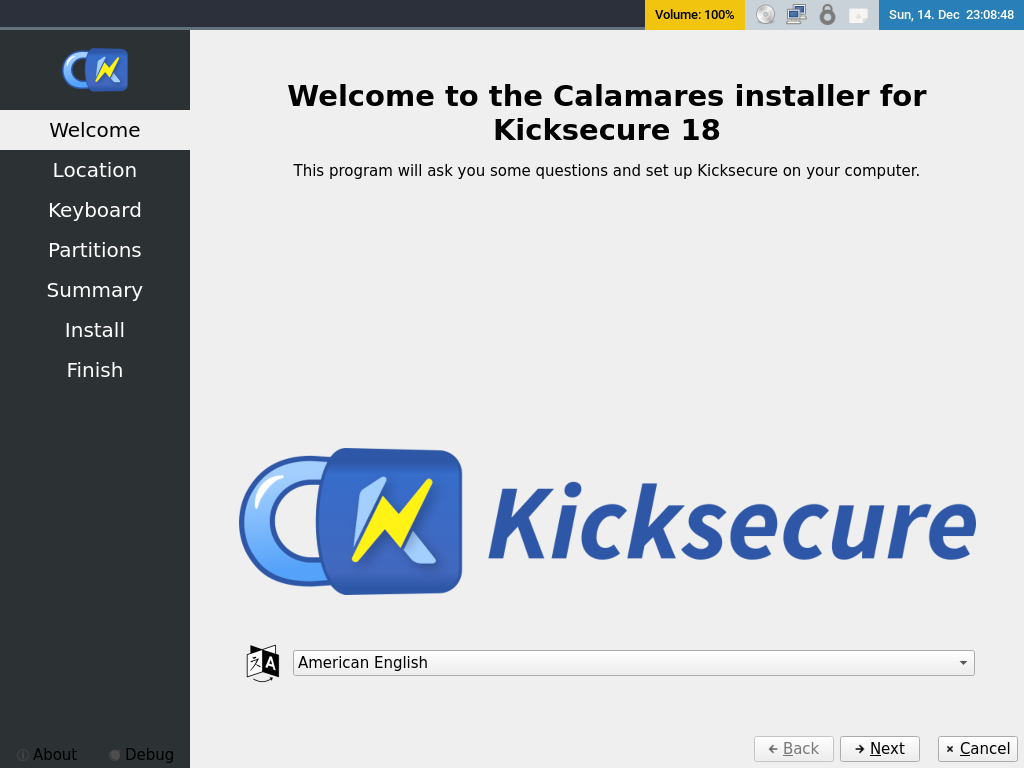 Volume: 100%
Sun, 14. Dec 23:08:48
Welcome
Location
Keyboard
Partitions
Summary
Install
Finish
About
Debug
Welcome to the Calamares installer for
Kicksecure 18
This program will ask you some questions and set up Kicksecure on your computer.
Kicksecure
American English
Back
Next
Cancel